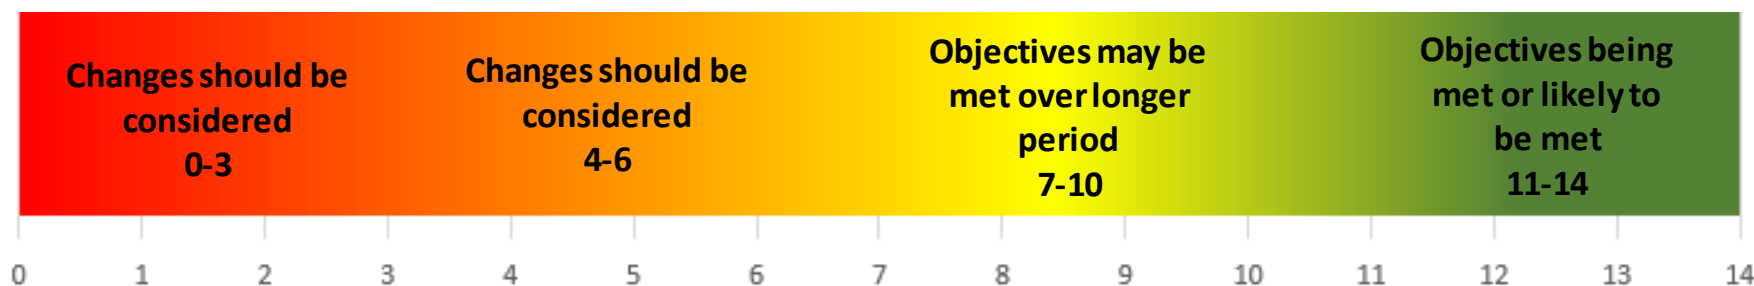 Changes should be
considered
0-3
Changes should be
considered
4-6
Objectives may be
met over longer
period
7-10
Objectives being
met or likely to
be met
11-14
0 1 2 3 4 5 6 7 8 9 10 11 12 13 14